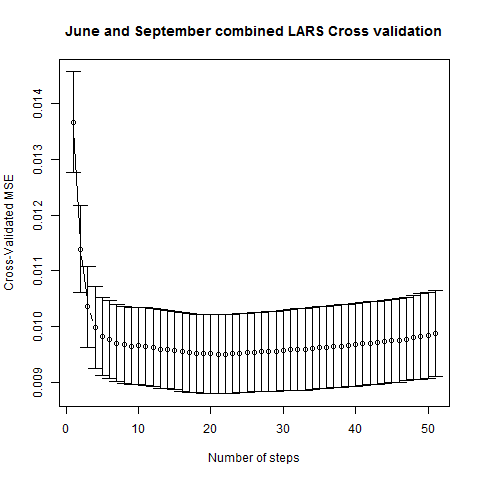 June and September combined LARS Cross validation
Cross-Validated MSE
0.014
0.013
0.012
0.011
0.010
0.009
0 10 20 30 40 50
Number of steps